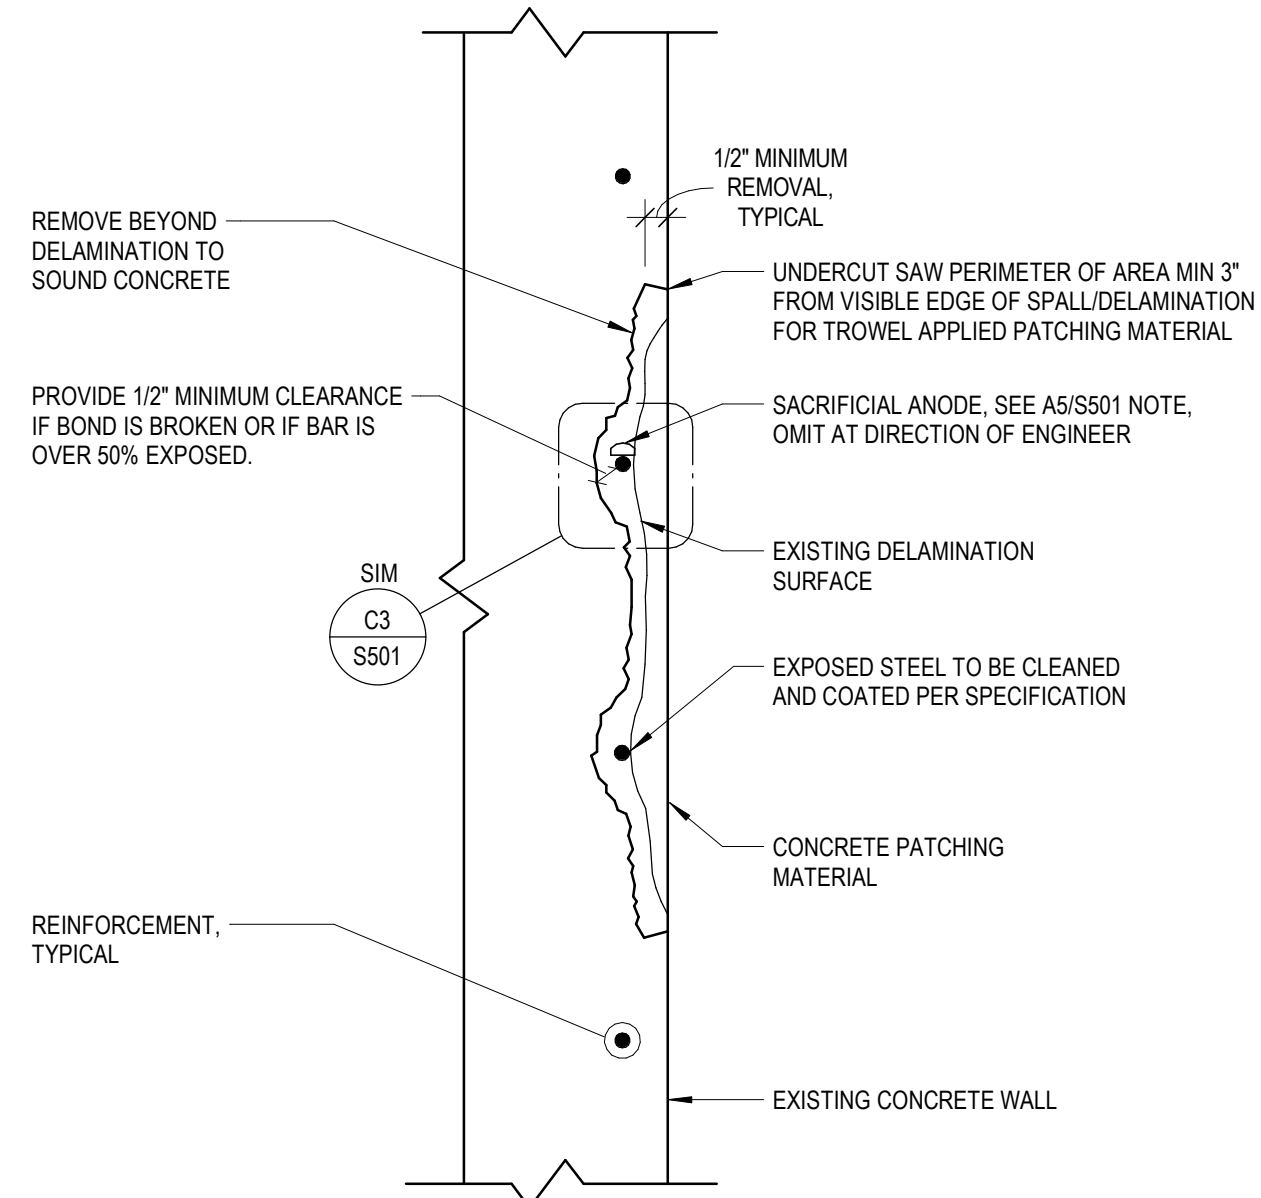 1/2" MINIMUM
REMOVAL,
TYPICAL
REMOVE BEYOND
DELAMINATION TO
SOUND CONCRETE
UNDERCUT SAW PERIMETER OF AREA MIN 3"
FROM VISIBLE EDGE OF SPALL/DELAMINATION
FOR TROWEL APPLIED PATCHING MATERIAL
PROVIDE 1/2" MINIMUM CLEARANCE
IF BOND IS BROKEN OR IF BAR IS
OVER 50% EXPOSED.
SACRIFICIAL ANODE, SEE A5/S501 NOTE,
OMIT AT DIRECTION OF ENGINEER
EXISTING DELAMINATION
SURFACE
SIM
C3
S501
EXPOSED STEEL TO BE CLEANED
AND COATED PER SPECIFICATION
CONCRETE PATCHING
MATERIAL
REINFORCEMENT,
TYPICAL
EXISTING CONCRETE WALL